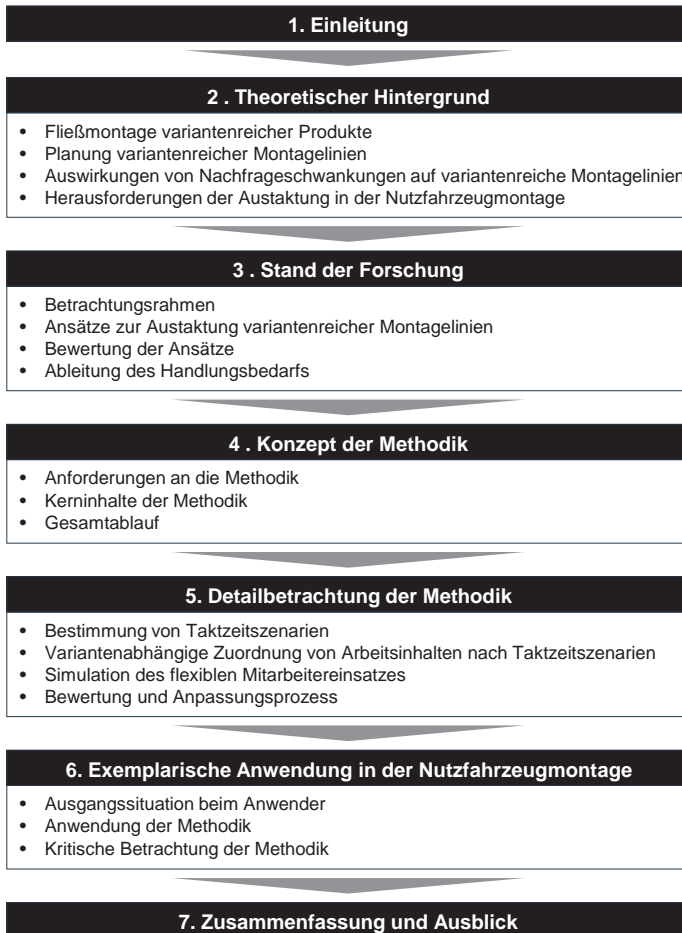 1. Einleitung
2 . Theoretischer Hintergrund
• Fließmontage variantenreicher Produkte
• Planung variantenreicher Montagelinien
• Auswirkungen von Nachfrageschwankungen auf variantenreiche Montagelinien
• Herausforderungen der Austaktung in der Nutzfahrzeugmontage
3 . Stand der Forschung
• Betrachtungsrahmen
• Ansätze zur Austaktung variantenreicher Montagelinien
• Bewertung der Ansätze
• Ableitung des Handlungsbedarfs
4 . Konzept der Methodik
• Anforderungen an die Methodik
• Kerninhalte der Methodik
• Gesamtablauf
5. Detailbetrachtung der Methodik
• Bestimmung von Taktzeitszenarien
• Variantenabhängige Zuordnung von Arbeitsinhalten nach Taktzeitszenarien
• Simulation des flexiblen Mitarbeitereinsatzes
• Bewertung und Anpassungsprozess
6. Exemplarische Anwendung in der Nutzfahrzeugmontage
• Ausgangssituation beim Anwender
• Anwendung der Methodik
• Kritische Betrachtung der Methodik
7. Zusammenfassung und Ausblick